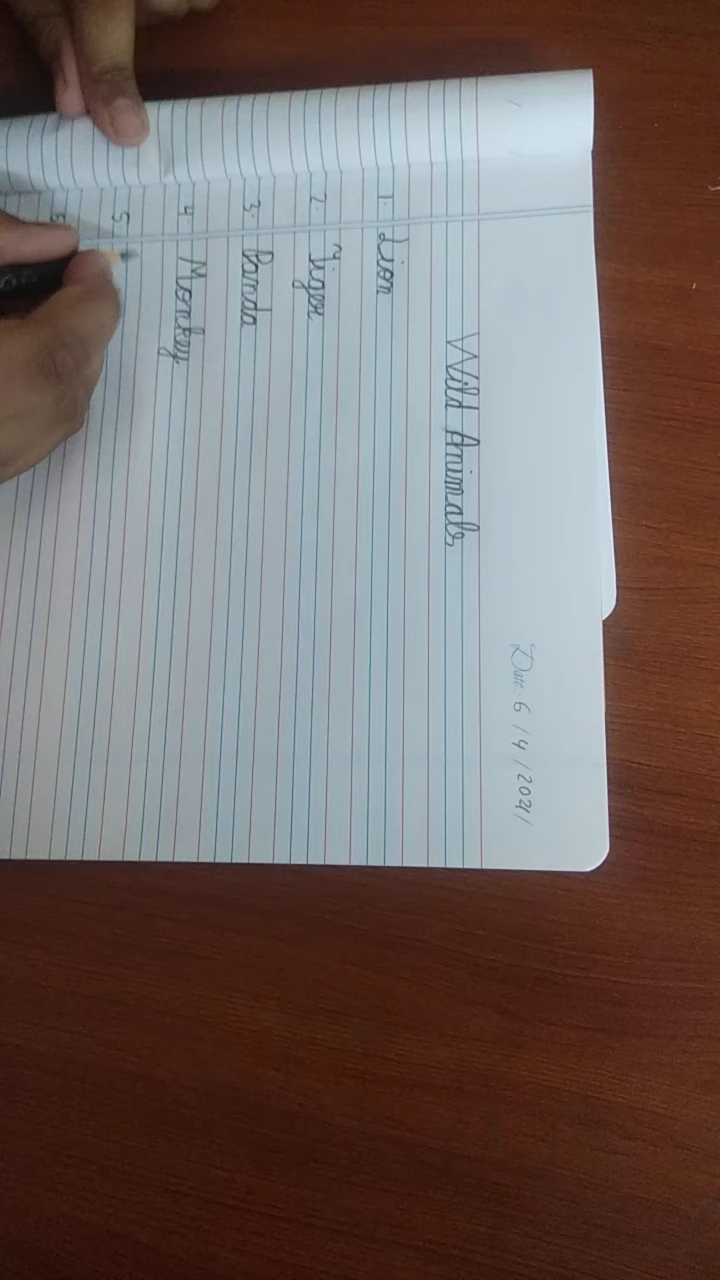 Date: 6/4/2021
Wild Animals
1. Lion
2. Tiger
3. Panda
4. Monkey
5.